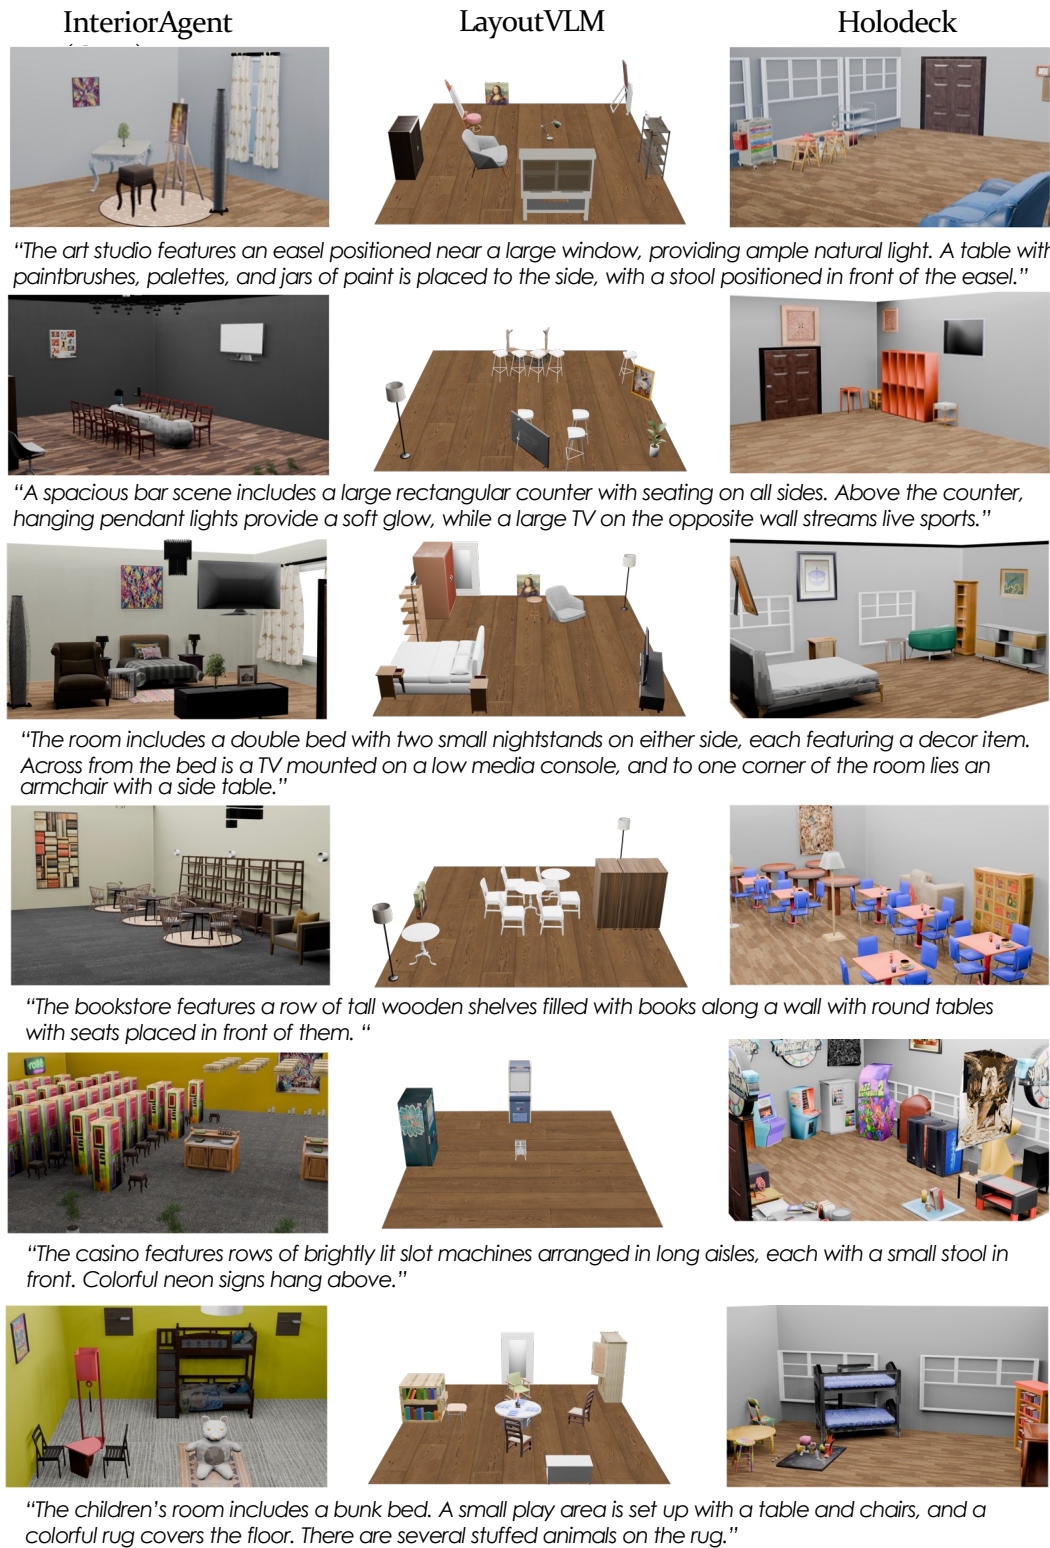 InteriorAgent
LayoutVLM
Holodeck
“The art studio features an easel positioned near a large window, providing ample natural light. A table with
paintbrushes, palettes, and jars of paint is placed to the side, with a stool positioned in front of the easel.”
“A spacious bar scene includes a large rectangular counter with seating on all sides. Above the counter,
hanging pendant lights provide a soft glow, while a large TV on the opposite wall streams live sports.”
“The room includes a double bed with two small nightstands on either side, each featuring a decor item.
Across from the bed is a TV mounted on a low media console, and to one corner of the room lies an
armchair with a side table.”
“The bookstore features a row of tall wooden shelves filled with books along a wall with round tables
with seats placed in front of them. “
“The casino features rows of brightly lit slot machines arranged in long aisles, each with a small stool in
front. Colorful neon signs hang above.”
“The children’s room includes a bunk bed. A small play area is set up with a table and chairs, and a
colorful rug covers the floor. There are several stuffed animals on the rug.”